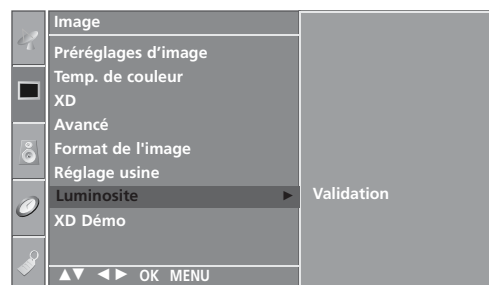 Image
Préréglages d’image
Temp. de couleur
XD
Avancé
Format de l'image
Réglage usine
Luminosite ► Validation
XD Démo
▲▼ ◄► OK MENU